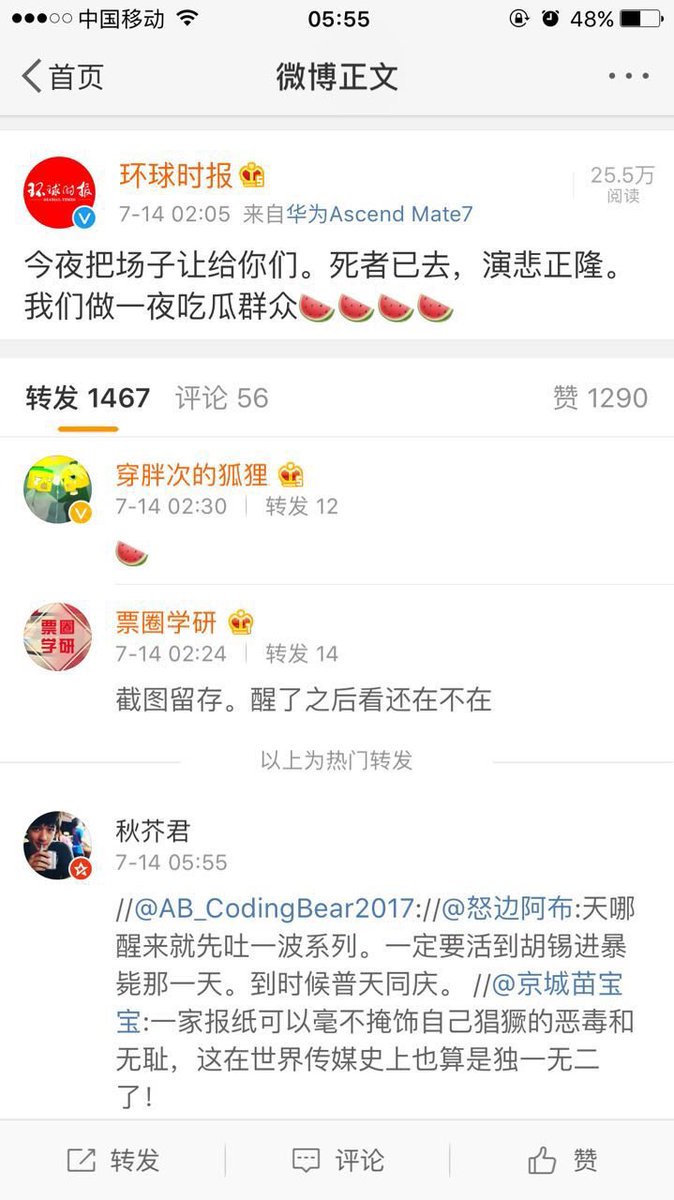 中国移动
05:55
48%
首页
微博正文
环球时报
环球时报
25.5万
阅读
7-14 02:05 来自华为Ascend Mate7
今夜把场子让给你们。死者已去，演悲正隆。
我们做一夜吃瓜群众🍉🍉🍉🍉
转发 1467 评论 56 赞 1290
穿胖次的狐狸
7-14 02:30 转发 12
🍉
票圈
学研
票圈学研
7-14 02:24 转发 14
截图留存。醒了之后看还在不在
以上为热门转发
秋芥君
7-14 05:55
//@AB_CodingBear2017://@怒边阿布:天哪
醒来就先吐一波系列。一定要活到胡锡进暴
毙那一天。到时候普天同庆。 //@京城苗宝
宝:一家报纸可以毫不掩饰自己猖獗的恶毒和
无耻，这在世界传媒史上也算是独一无二
了！
转发 评论 赞